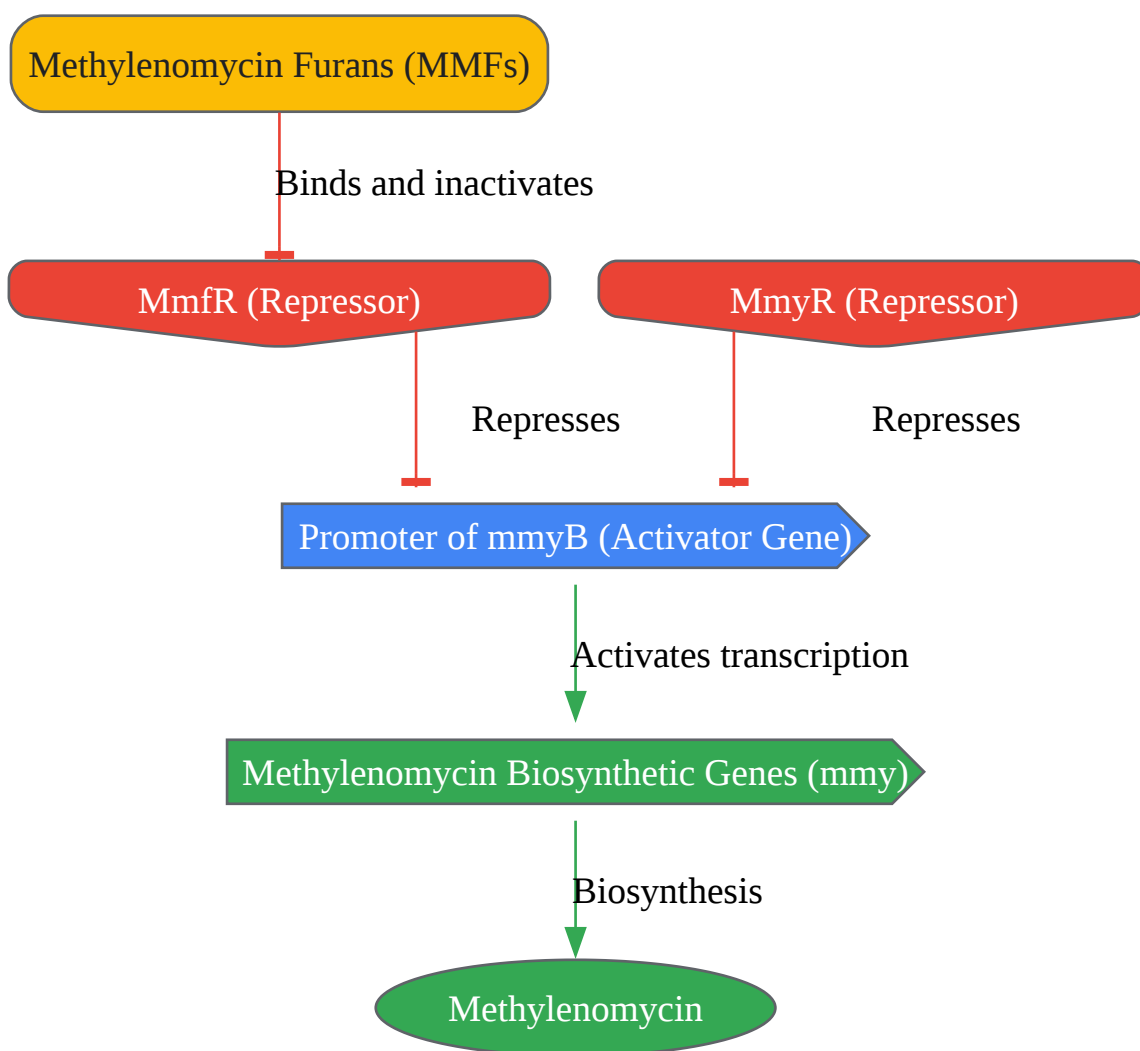 Methylenomycin Furans (MMFs)
Binds and inactivates
MmfR (Repressor)
MmyR (Repressor)
Represses
Represses
Promoter of mmyB (Activator Gene)
Activates transcription
Methylenomycin Biosynthetic Genes (mmy)
Biosynthesis
Methylenomycin